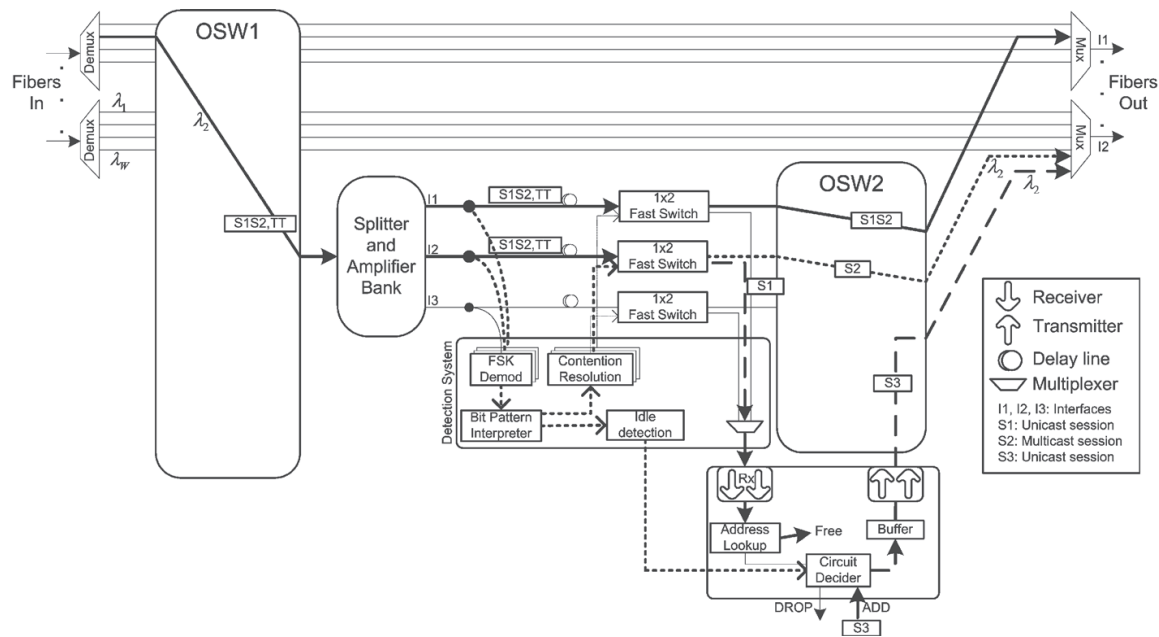 OSW1
Demux
Fibers
In
λ1
Demux
λW
λ2
S1S2,TT
Splitter
and
Amplifier
Bank
I1
I2
I3
S1S2,TT
S1S2,TT
1x2
Fast Switch
1x2
Fast Switch
1x2
Fast Switch
S1
OSW2
S1S2
S2
Mux
I1
Fibers
Out
Mux
I2
λ2
λ2
Detection System
FSK
Demod
Contention
Resolution
Bit Pattern
Interpreter
Idle
detection
S3
Rx
Address
Lookup
Free
Buffer
Circuit
Decider
DROP
ADD
S3
Receiver
Transmitter
Delay line
Multiplexer
I1, I2, I3: Interfaces
S1: Unicast session
S2: Multicast session
S3: Unicast session